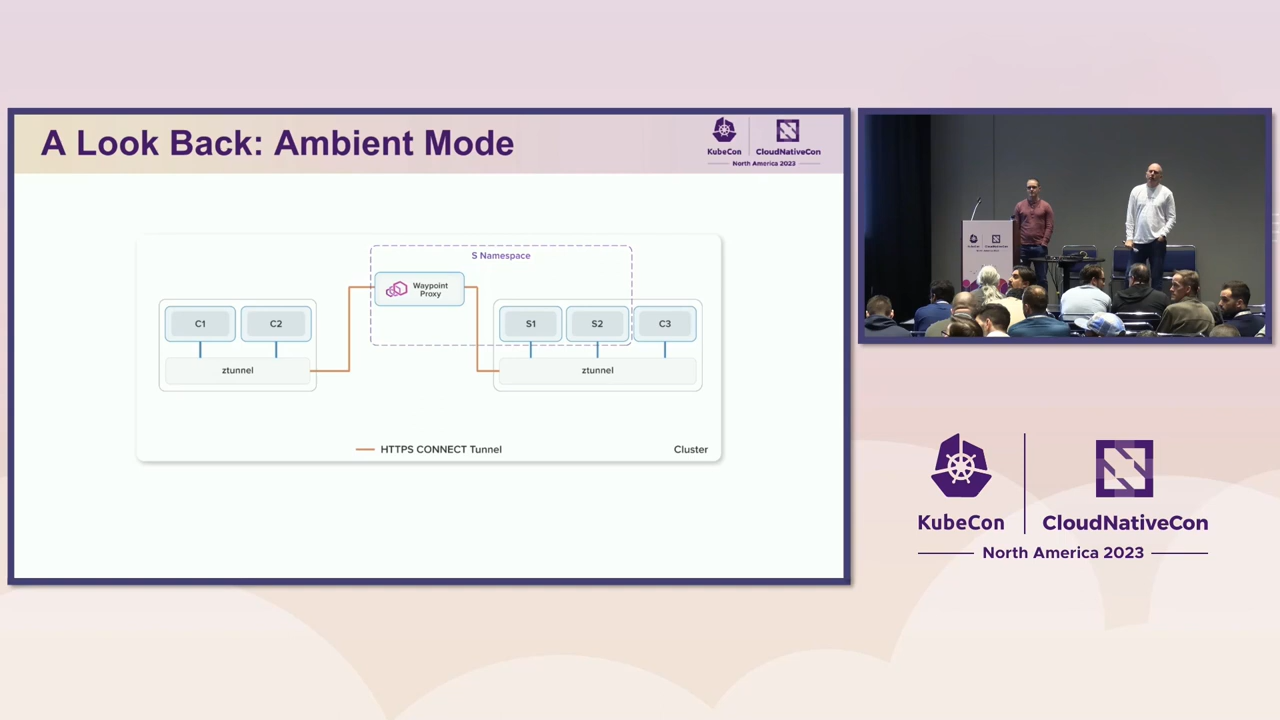 A Look Back: Ambient Mode
KubeCon
CloudNativeCon
North America 2023
S Namespace
Waypoint
Proxy
C1
C2
S1
S2
C3
ztunnel
ztunnel
HTTPS CONNECT Tunnel
Cluster
KubeCon
CloudNativeCon
North America 2023